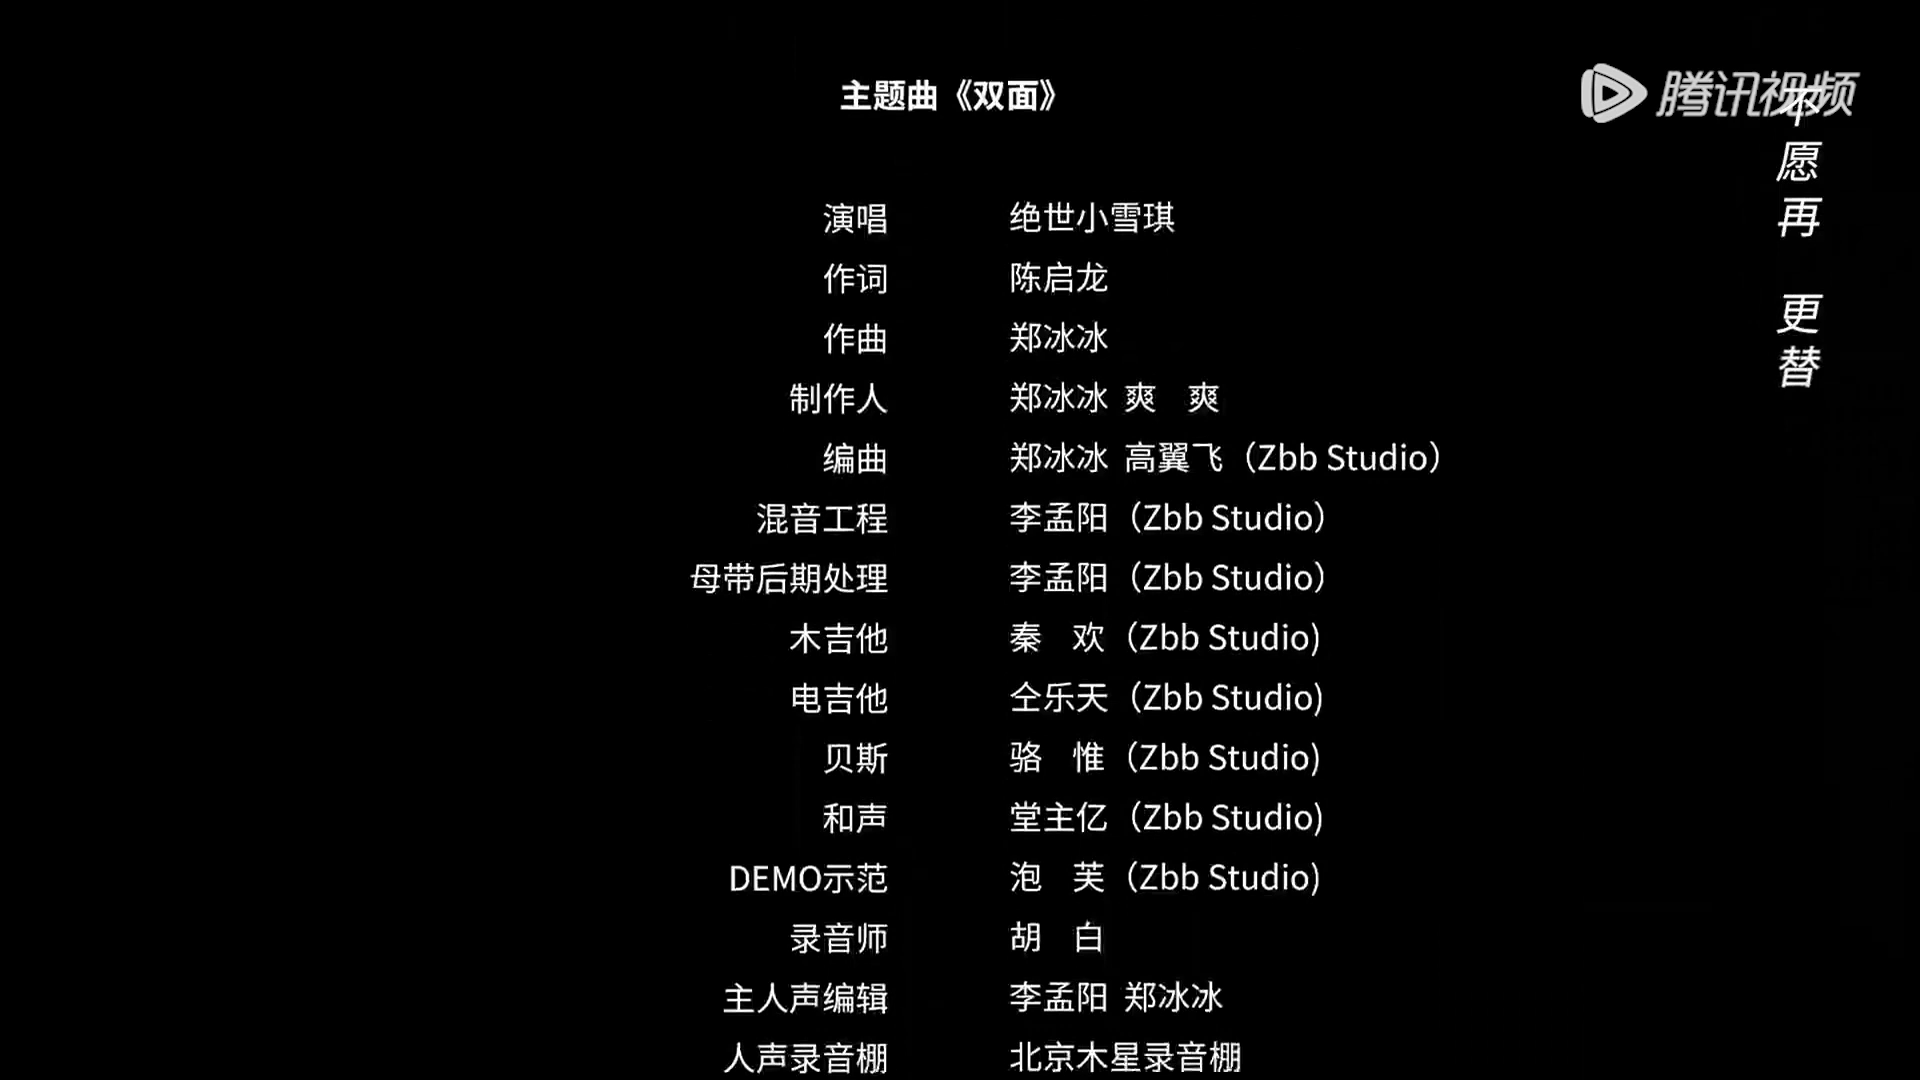 主题曲《双面》
腾讯视频
演唱 绝世小雪琪
作词 陈启龙
作曲 郑冰冰
制作人 郑冰冰 爽 爽
编曲 郑冰冰 高翼飞（Zbb Studio）
混音工程 李孟阳（Zbb Studio）
母带后期处理 李孟阳（Zbb Studio）
木吉他 秦 欢（Zbb Studio)
电吉他 仝乐天（Zbb Studio)
贝斯 骆 惟（Zbb Studio)
和声 堂主亿（Zbb Studio)
DEMO示范 泡 芙（Zbb Studio)
录音师 胡 白
主人声编辑 李孟阳 郑冰冰
人声录音棚 北京木星录音棚
不愿再 更替